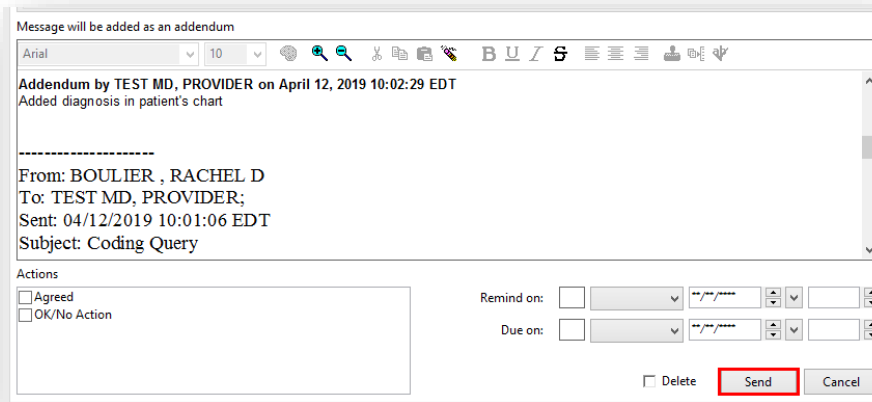 Message will be added as an addendum
Arial 10 B U I S
Addendum by TEST MD, PROVIDER on April 12, 2019 10:02:29 EDT
Added diagnosis in patient's chart
---------------------
From: BOULIER , RACHEL D
To: TEST MD, PROVIDER;
Sent: 04/12/2019 10:01:06 EDT
Subject: Coding Query
Actions
Agreed
OK/No Action
Remind on: **/**/****
Due on: **/**/****
Delete Send Cancel